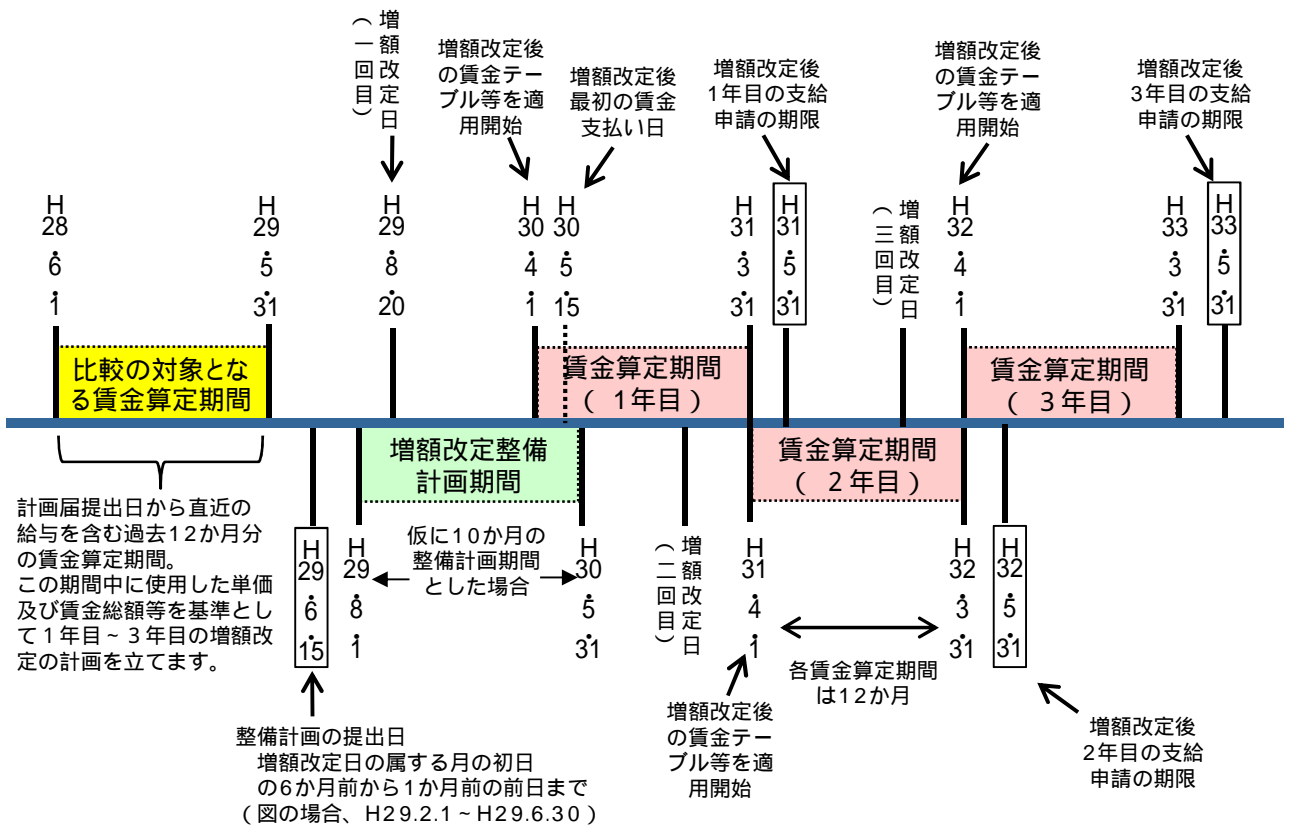 増額改定日
（一回目）
増額改定後
の賃金テー
ブル等を適
用開始
増額改定後
最初の賃金
支払い日
増額改定後
1年目の支給
申請の期限
増額改定後
の賃金テー
ブル等を適
用開始
増額改定後
3年目の支給
申請の期限
H28.6.1
H29.5.31
H29.8.20
H30.4.1
H30.5.15
H31.3.31
H31.5.31
増額改定日
（三回目）
H32.4.1
H33.3.31
H33.5.31
比較の対象とな
る賃金算定期間
賃金算定期間
（ 1年目）
賃金算定期間
（ 3年目）
増額改定整備
計画期間
賃金算定期間
（ 2年目）
計画届提出日から直近の
給与を含む過去12か月分
の賃金算定期間。
この期間中に使用した単価
及び賃金総額等を基準とし
て1年目~3年目の増額改
定の計画を立てます。
H29.6.15
H29.8.1
仮に10か月の
整備計画期間
とした場合
H30.5.31
増額改定日
（二回目）
H31.4.1
各賃金算定期間
は12か月
H32.3.31
H32.5.31
整備計画の提出日
増額改定日の属する月の初日
の6か月前から1か月前の前日まで
(図の場合、H29.2.1~H29.6.30)
増額改定後
の賃金テー
ブル等を適
用開始
増額改定後
2年目の支給
申請の期限